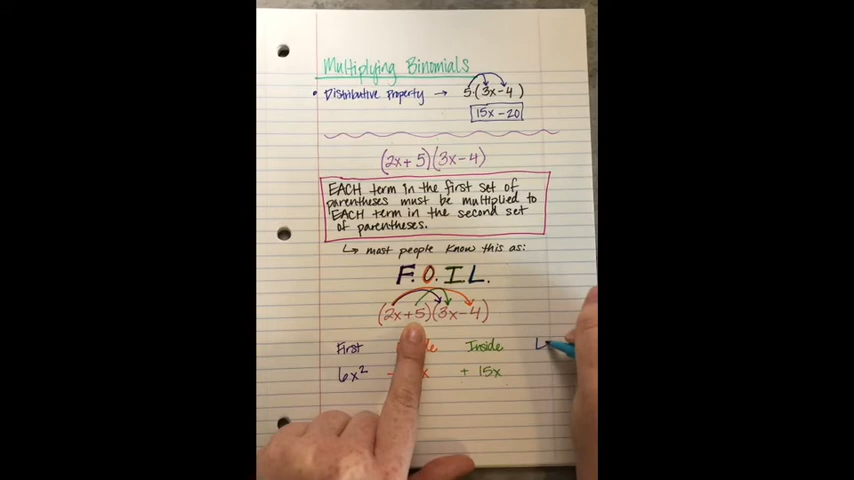 Multiplying Binomials
• Distributive Property → 5·(3x-4)
15x-20
(2x+5)(3x-4)
EACH term in the first set of
parentheses must be multiplied to
EACH term in the second set
of parentheses.
↳ most people know this as:
F.O.I.L.
(2x+5)(3x-4)
First Inside L
6x² - x + 15x